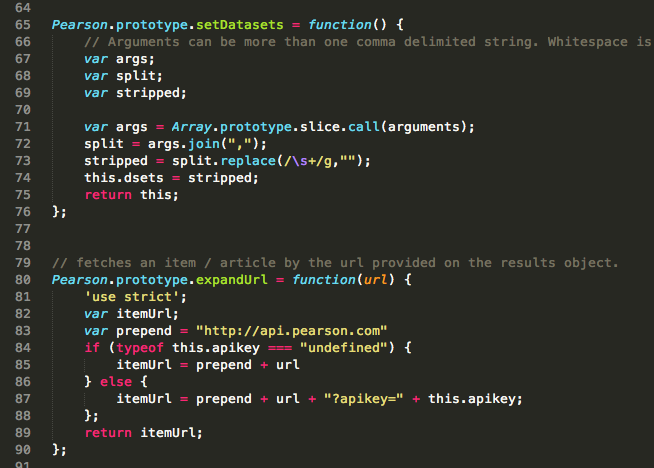 64
65 Pearson.prototype.setDatasets = function() {
66     // Arguments can be more than one comma delimited string. Whitespace is
67     var args;
68     var split;
69     var stripped;
70
71     var args = Array.prototype.slice.call(arguments);
72     split = args.join(",");
73     stripped = split.replace(/\s+/g,"");
74     this.dsets = stripped;
75     return this;
76 };
77
78
79 // fetches an item / article by the url provided on the results object.
80 Pearson.prototype.expandUrl = function(url) {
81     'use strict';
82     var itemUrl;
83     var prepend = "http://api.pearson.com"
84     if (typeof this.apikey === "undefined") {
85         itemUrl = prepend + url
86     } else {
87         itemUrl = prepend + url + "?apikey=" + this.apikey;
88     };
89     return itemUrl;
90 };
91